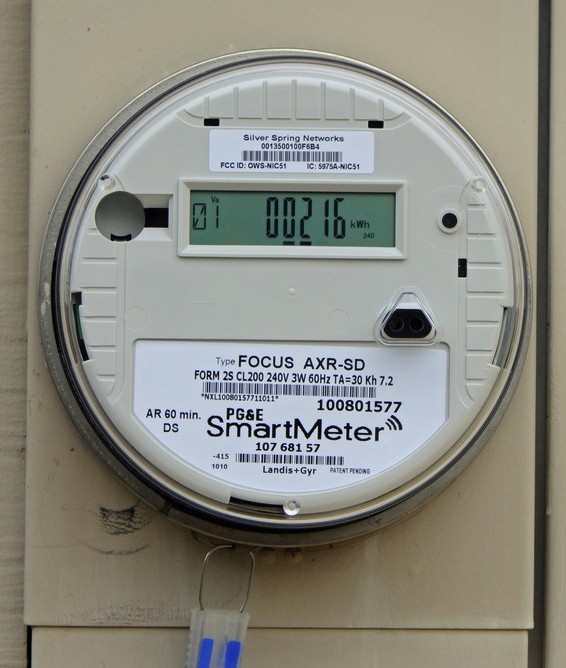 Silver Spring Networks
0013500100F6B4
FCC ID: OWS-NIC51 IC: 5975A-NIC51
Va
01 00216 kWh
240
Type FOCUS AXR-SD
FORM 2S CL200 240V 3W 60Hz TA=30 Kh 7.2
*NXL10080157711011*
100801577
AR 60 min.
DS
PG&E
SmartMeter
107 681 57
-415
1010
Landis+Gyr
PATENT PENDING